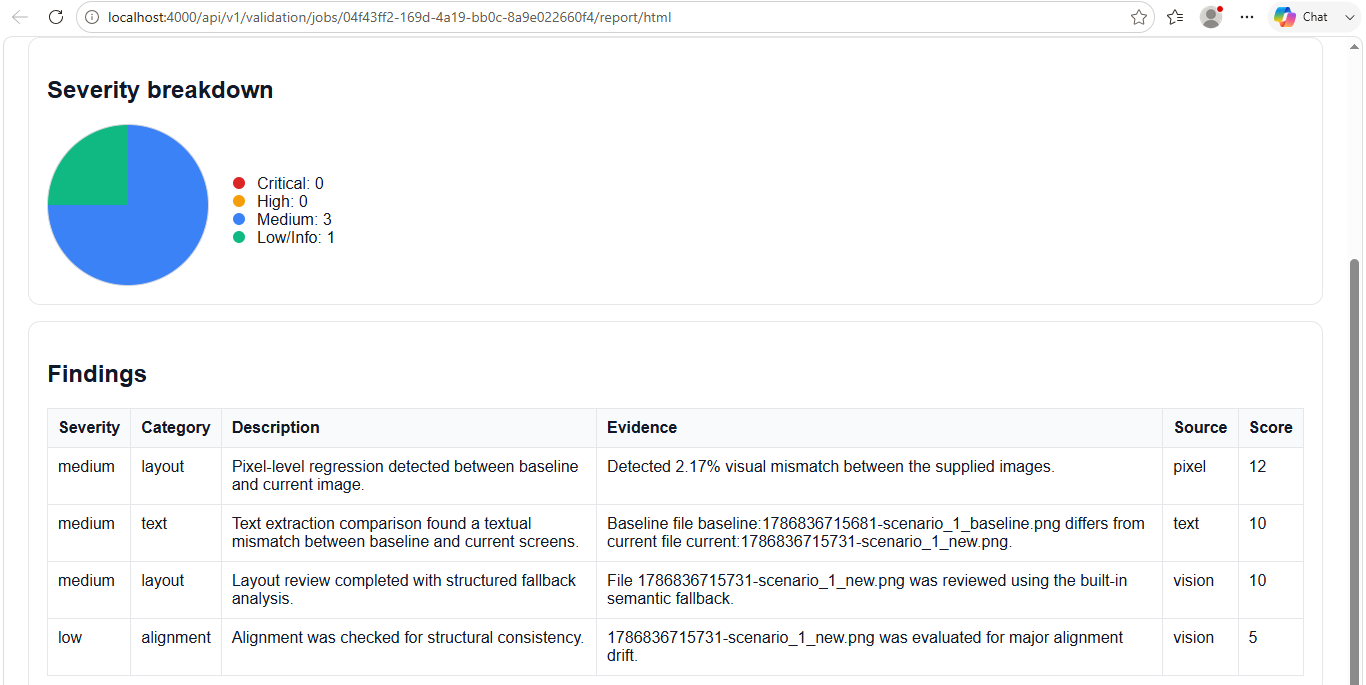 localhost:4000/api/v1/validation/jobs/04f43ff2-169d-4a19-bb0c-8a9e022660f4/report/html
Chat
Severity breakdown
Critical: 0
High: 0
Medium: 3
Low/Info: 1
Findings
Severity Category Description Evidence Source Score
medium layout Pixel-level regression detected between baseline Detected 2.17% visual mismatch between the supplied images. pixel 12
and current image.
medium text Text extraction comparison found a textual Baseline file baseline:1786836715681-scenario_1_baseline.png differs from text 10
mismatch between baseline and current screens. current file current:1786836715731-scenario_1_new.png.
medium layout Layout review completed with structured fallback File 1786836715731-scenario_1_new.png was reviewed using the built-in vision 10
analysis. semantic fallback.
low alignment Alignment was checked for structural consistency. 1786836715731-scenario_1_new.png was evaluated for major alignment vision 5
drift.